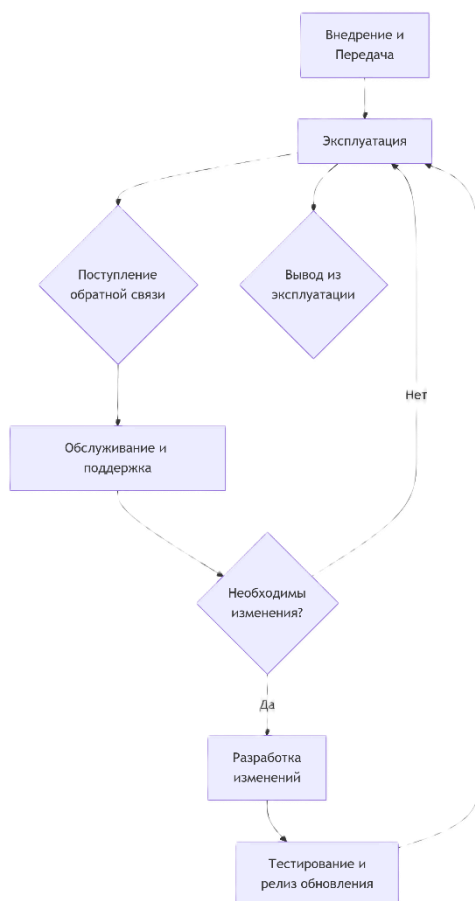 Внедрение и
Передача
Эксплуатация
Поступление
обратной связи
Вывод из
эксплуатации
Нет
Обслуживание и
поддержка
Необходимы
изменения?
Да
Разработка
изменений
Тестирование и
релиз обновления